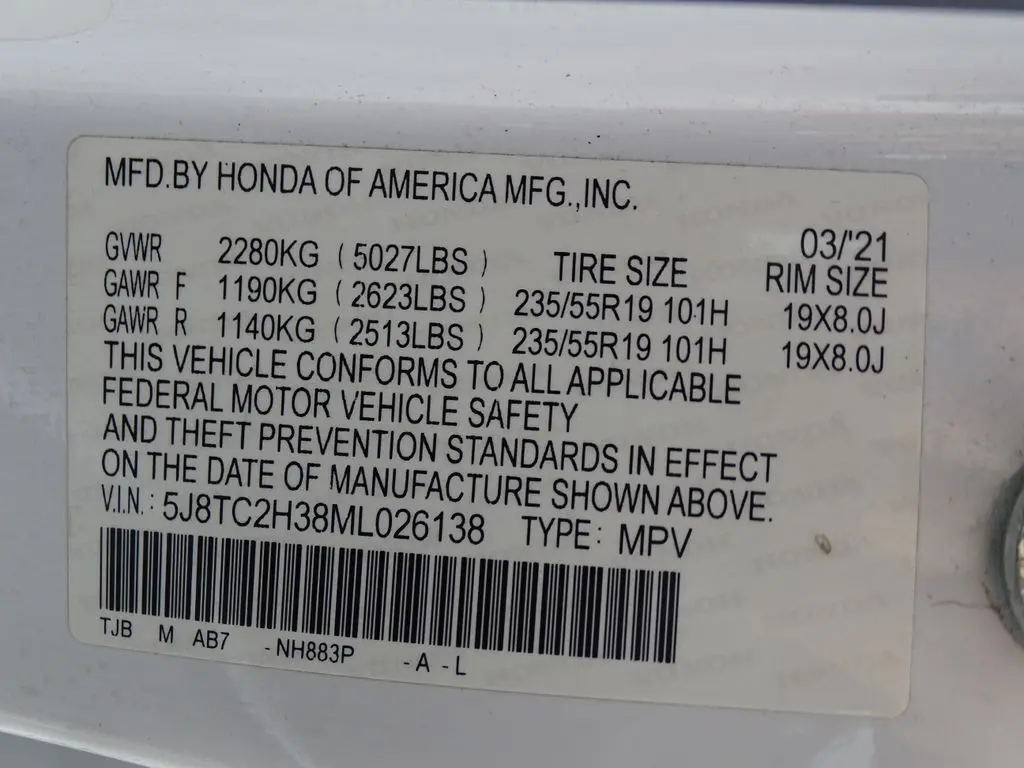 MFD.BY HONDA OF AMERICA MFG.,INC.
03/'21
GVWR 2280KG (5027LBS) TIRE SIZE RIM SIZE
GAWR F 1190KG (2623LBS) 235/55R19 101H 19X8.0J
GAWR R 1140KG (2513LBS) 235/55R19 101H 19X8.0J
THIS VEHICLE CONFORMS TO ALL APPLICABLE
FEDERAL MOTOR VEHICLE SAFETY
AND THEFT PREVENTION STANDARDS IN EFFECT
ON THE DATE OF MANUFACTURE SHOWN ABOVE.
V.I.N.: 5J8TC2H38ML026138 TYPE: MPV
TJB M AB7 -NH883P -A -L